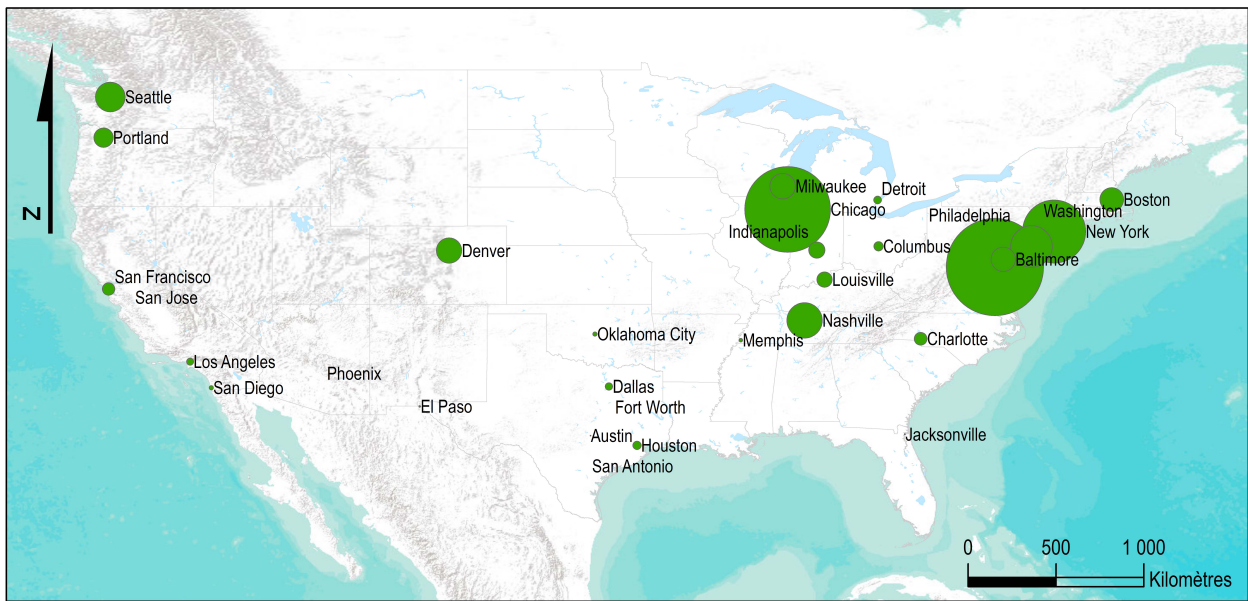 Seattle
Portland
N
Milwaukee
Detroit
Chicago
Boston
Philadelphia
Washington
Indianapolis
New York
Columbus
Denver
Baltimore
San Francisco
San Jose
Louisville
Nashville
Oklahoma City
Memphis
Charlotte
Los Angeles
Phoenix
San Diego
Dallas
El Paso
Fort Worth
Austin
Houston
Jacksonville
San Antonio
0 500 1 000
Kilomètres